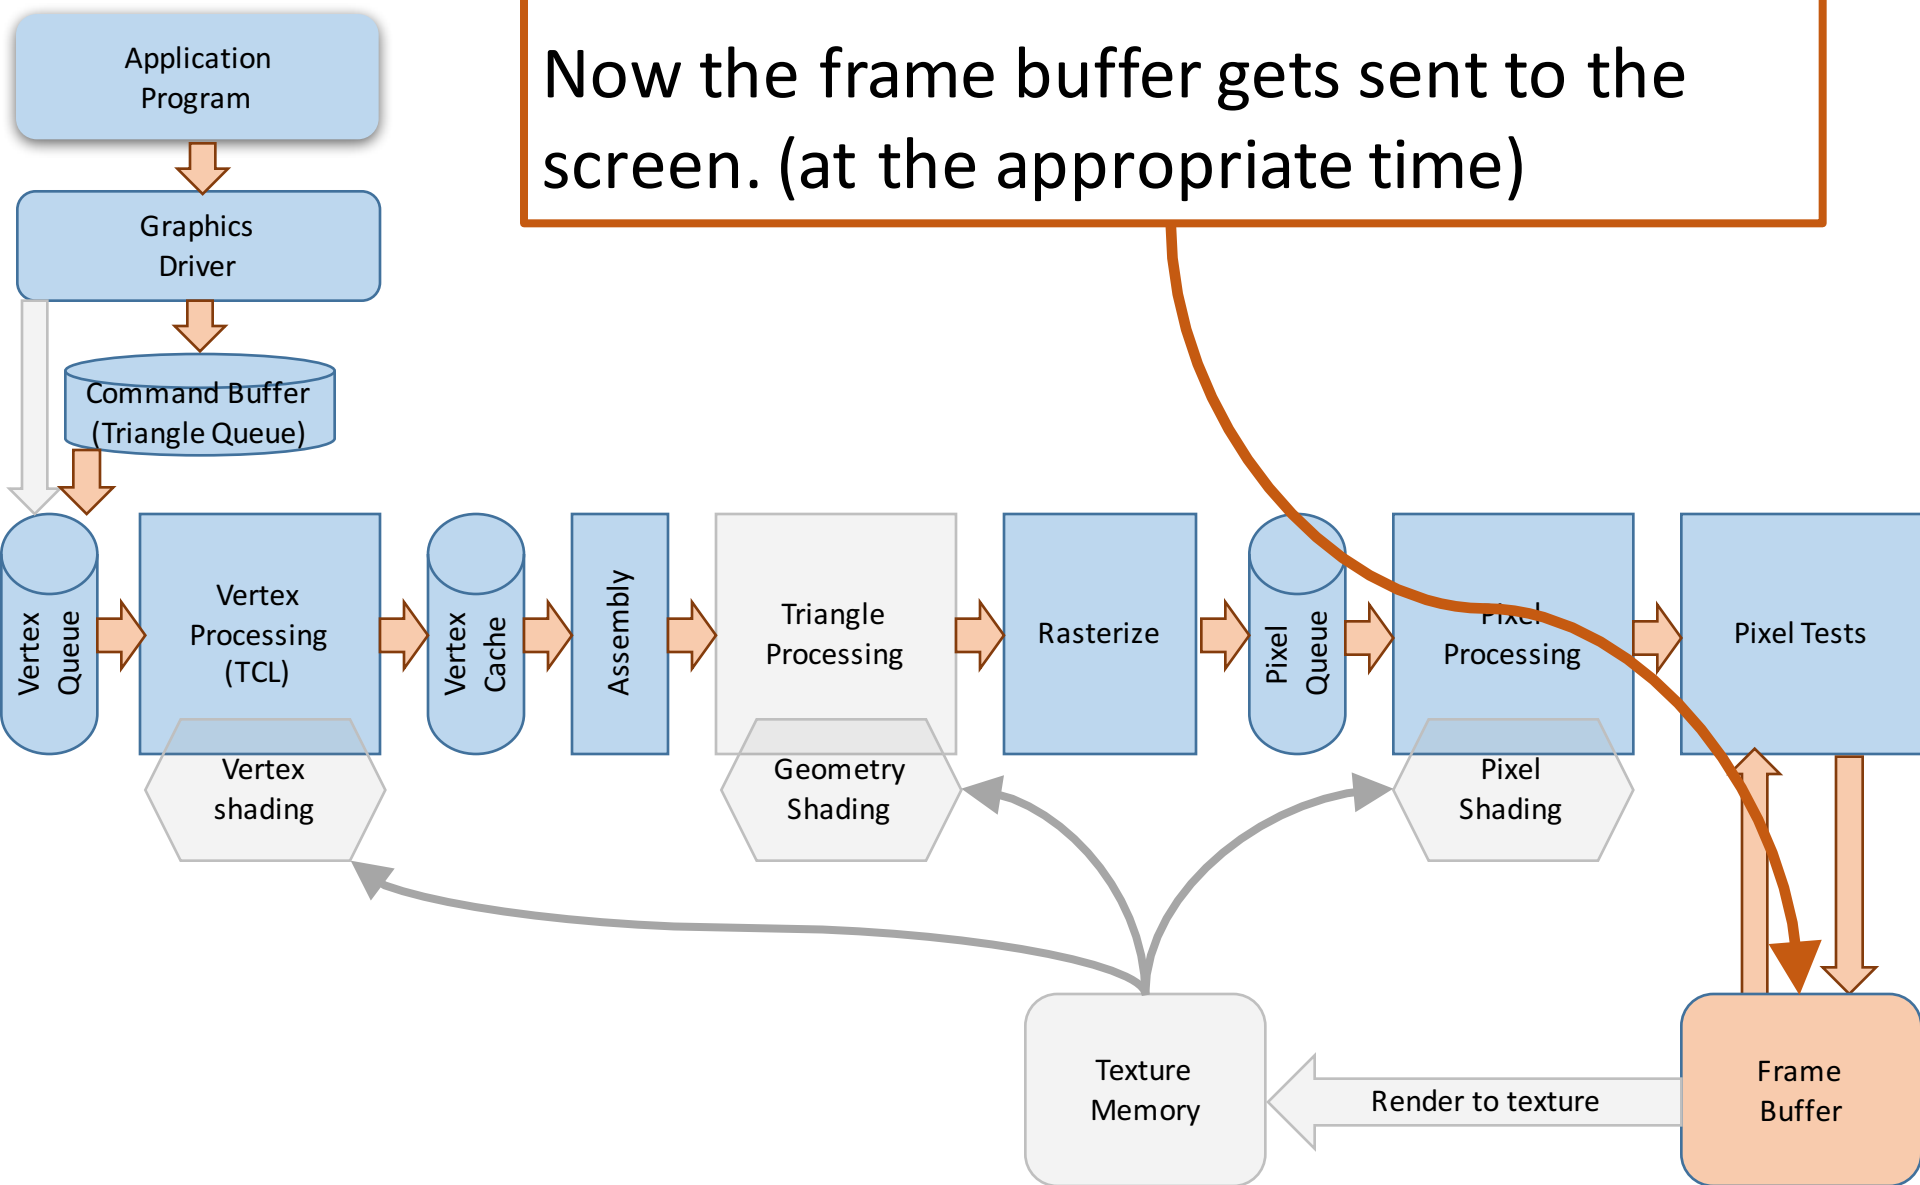 Application
Program
Now the frame buffer gets sent to the
screen. (at the appropriate time)
Graphics
Driver
Command Buffer
(Triangle Queue)
Vertex
Queue
Vertex
Processing
(TCL)
Vertex
Cache
Assembly
Triangle
Processing
Rasterize
Pixel
Queue
Pixel
Processing
Pixel Tests
Vertex
shading
Geometry
Shading
Pixel
Shading
Texture
Memory
Render to texture
Frame
Buffer